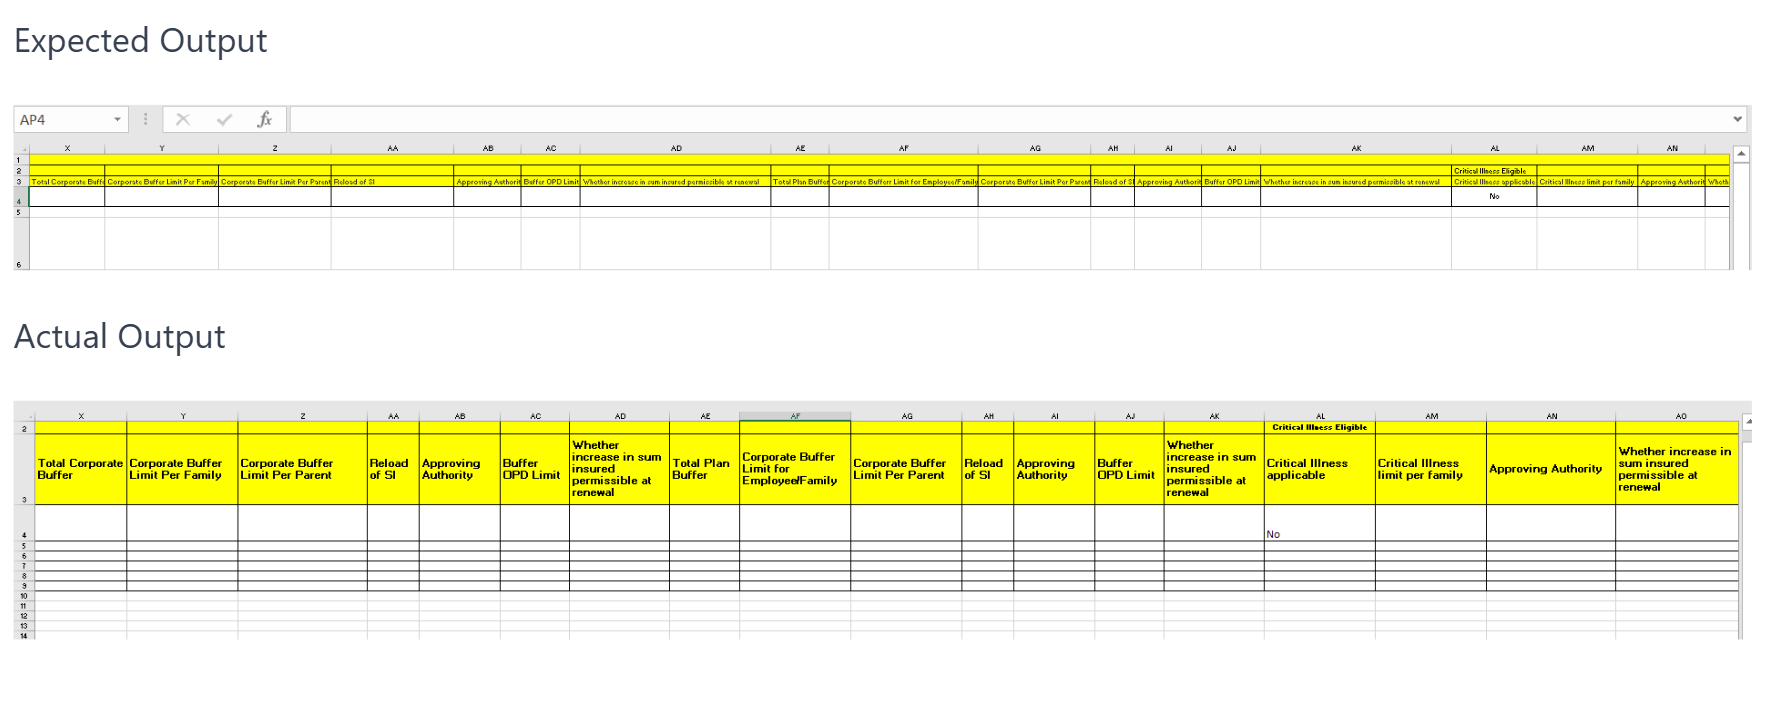 Expected Output
AP4
fx
X Y Z AA AB AC AD AE AF AG AH AI AJ AK AL AM AN
1
2 Critical Illness Eligible
3 Total Corporate Buff Corporate Buffer Limit Per Family Corporate Buffer Limit Per Parent Reload of SI Approving Authorit Buffer OPD Limit Whether increase in sum insured permissible at renewal Total Plan Buffer Corporate Buffer Limit for Employee/Family Corporate Buffer Limit Per Parent Reload of SI Approving Authorit Buffer OPD Limit Whether increase in sum insured permissible at renewal Critical Illness applicable Critical Illness limit per family Approving Authorit Wheth
4 No
5
6
Actual Output
X Y Z AA AB AC AD AE AF AG AH AI AJ AK AL AM AN AO
2 Critical Illness Eligible
3 Total Corporate Buffer Corporate Buffer Limit Per Family Corporate Buffer Limit Per Parent Reload of SI Approving Authority Buffer OPD Limit Whether increase in sum insured permissible at renewal Total Plan Buffer Corporate Buffer Limit for Employee/Family Corporate Buffer Limit Per Parent Reload of SI Approving Authority Buffer OPD Limit Whether increase in sum insured permissible at renewal Critical Illness applicable Critical Illness limit per family Approving Authority Whether increase in sum insured permissible at renewal
4 No
5
6
7
8
9
10
11
12
13
14